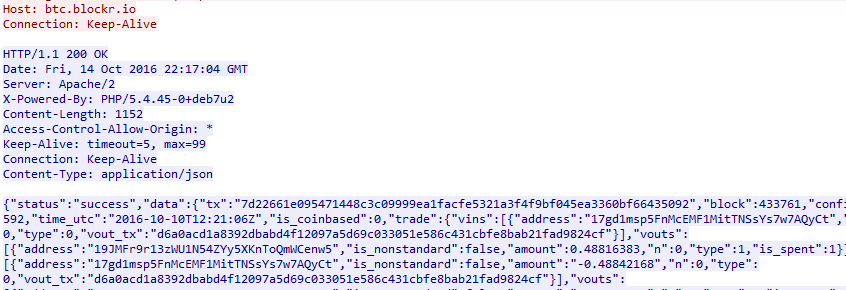 Host: btc.blockr.io
Connection: Keep-Alive
HTTP/1.1 200 OK
Date: Fri, 14 Oct 2016 22:17:04 GMT
Server: Apache/2
X-Powered-By: PHP/5.4.45-0+deb7u2
Content-Length: 1152
Access-Control-Allow-Origin: *
Keep-Alive: timeout=5, max=99
Connection: Keep-Alive
Content-Type: application/json
{"status":"success","data":{"tx":"7d22661e095471448c3c09999ea1facfe5321a3f4f9bf045ea3360bf66435092","block":433761,"confi
592,"time_utc":"2016-10-10T12:21:06Z","is_coinbased":0,"trade":{"vins":[{"address":"17gd1msp5FnMcEMF1MitTNSsYs7w7AQyCt","
0,"type":0,"vout_tx":"d6a0acd1a8392dbabd4f12097a5d69c033051e586c431cbfe8bab21fad9824cf"}],"vouts":
[{"address":"19JMFr9r13zWU1N54ZYy5XKnToQmWCenw5","is_nonstandard":false,"amount":0.48816383,"n":0,"type":1,"is_spent":1}]
[{"address":"17gd1msp5FnMcEMF1MitTNSsYs7w7AQyCt","is_nonstandard":false,"amount":"-0.48842168","n":0,"type":
0,"vout_tx":"d6a0acd1a8392dbabd4f12097a5d69c033051e586c431cbfe8bab21fad9824cf"}],"vouts":